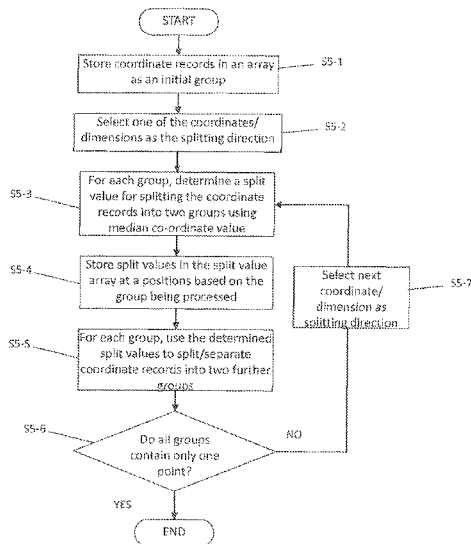 START
Store coordinate records in an array
as an initial group
S5-1
Select one of the coordinates/
dimensions as the splitting direction
S5-2
S5-3
For each group, determine a split
value for splitting the coordinate
records into two groups using
median co-ordinate value
S5-4
Store split values in the split value
array at a positions based on the
group being processed
Select next
coordinate/
dimension as
splitting direction
S5-7
S5-5
For each group, use the determined
split values to split/separate
coordinate records into two further
groups
S5-6
Do all groups
contain only one
point?
NO
YES
END